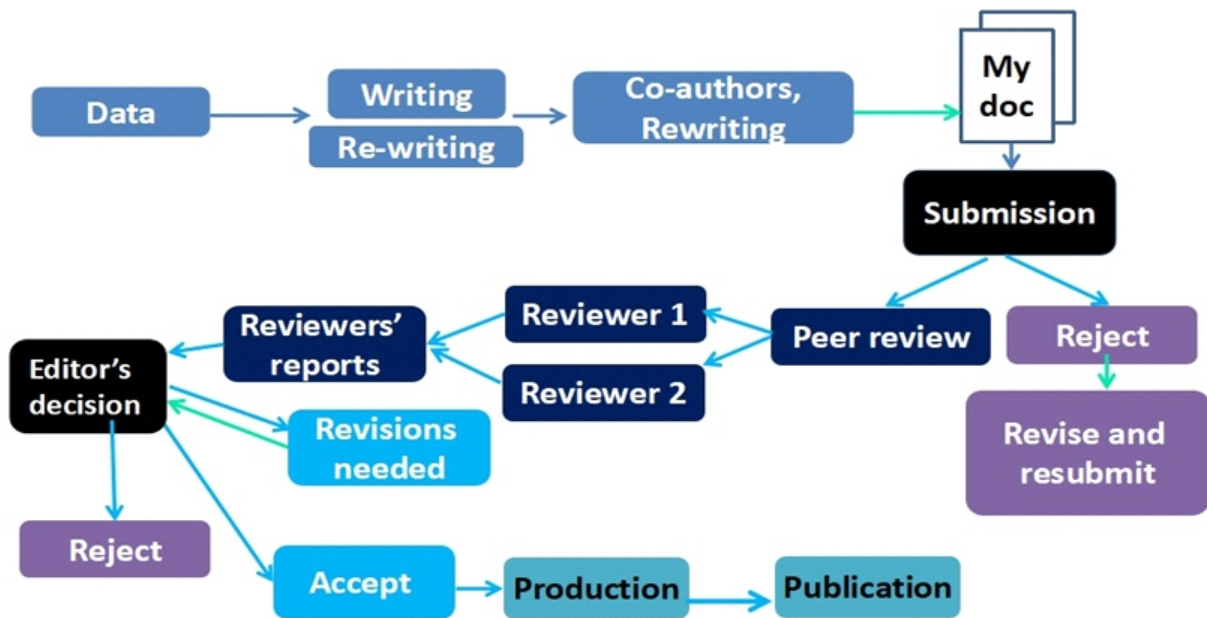 Data
Writing
Re-writing
Co-authors,
Rewriting
My
doc
Submission
Peer review
Reject
Revise and
resubmit
Reviewer 1
Reviewer 2
Reviewers’
reports
Editor’s
decision
Revisions
needed
Reject
Accept
Production
Publication